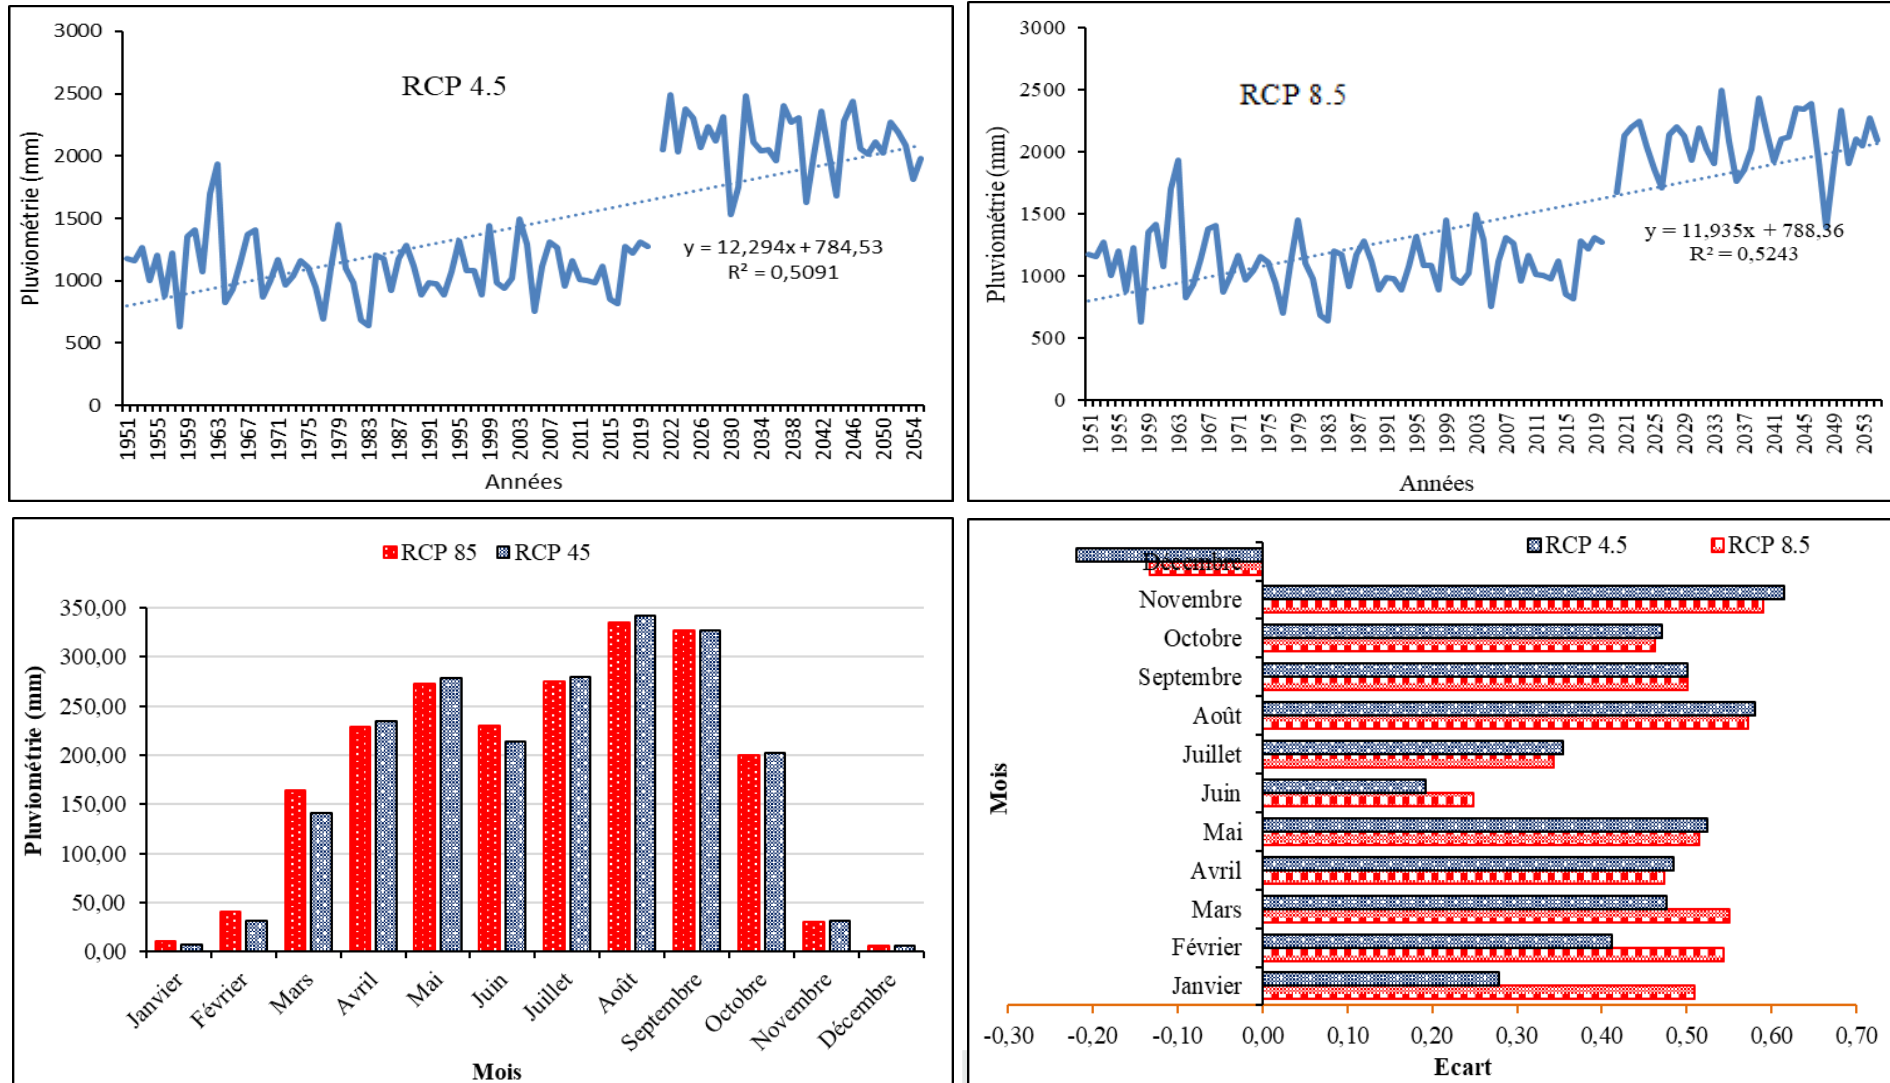 RCP 4.5
Pluviométrie (mm)
3000
2500
2000
1500
1000
500
0
y = 12,294x + 784,53
R² = 0,5091
1951 1955 1959 1963 1967 1971 1975 1979 1983 1987 1991 1995 1999 2003 2007 2011 2015 2019 2022 2026 2030 2034 2038 2042 2046 2050 2054
Années
RCP 8.5
Pluviométrie (mm)
3000
2500
2000
1500
1000
500
0
y = 11,935x + 788,36
R² = 0,5243
1951 1955 1959 1963 1967 1971 1975 1979 1983 1987 1991 1995 1999 2003 2007 2011 2015 2019 2021 2025 2029 2033 2037 2041 2045 2049 2053
Années
RCP 85 RCP 45
Pluviométrie (mm)
350,00
300,00
250,00
200,00
150,00
100,00
50,00
0,00
Janvier Février Mars Avril Mai Juin Juillet Août Septembre Octobre Novembre Décembre
Mois
RCP 4.5 RCP 8.5
Mois
Décembre
Novembre
Octobre
Septembre
Août
Juillet
Juin
Mai
Avril
Mars
Février
Janvier
-0,30 -0,20 -0,10 0,00 0,10 0,20 0,30 0,40 0,50 0,60 0,70
Ecart